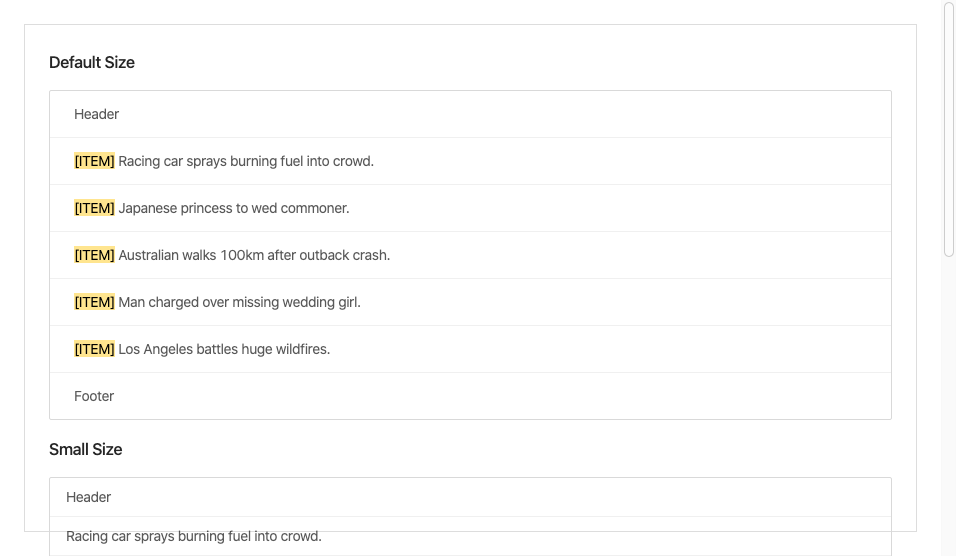 Default Size
Header
[ITEM] Racing car sprays burning fuel into crowd.
[ITEM] Japanese princess to wed commoner.
[ITEM] Australian walks 100km after outback crash.
[ITEM] Man charged over missing wedding girl.
[ITEM] Los Angeles battles huge wildfires.
Footer
Small Size
Header
Racing car sprays burning fuel into crowd.